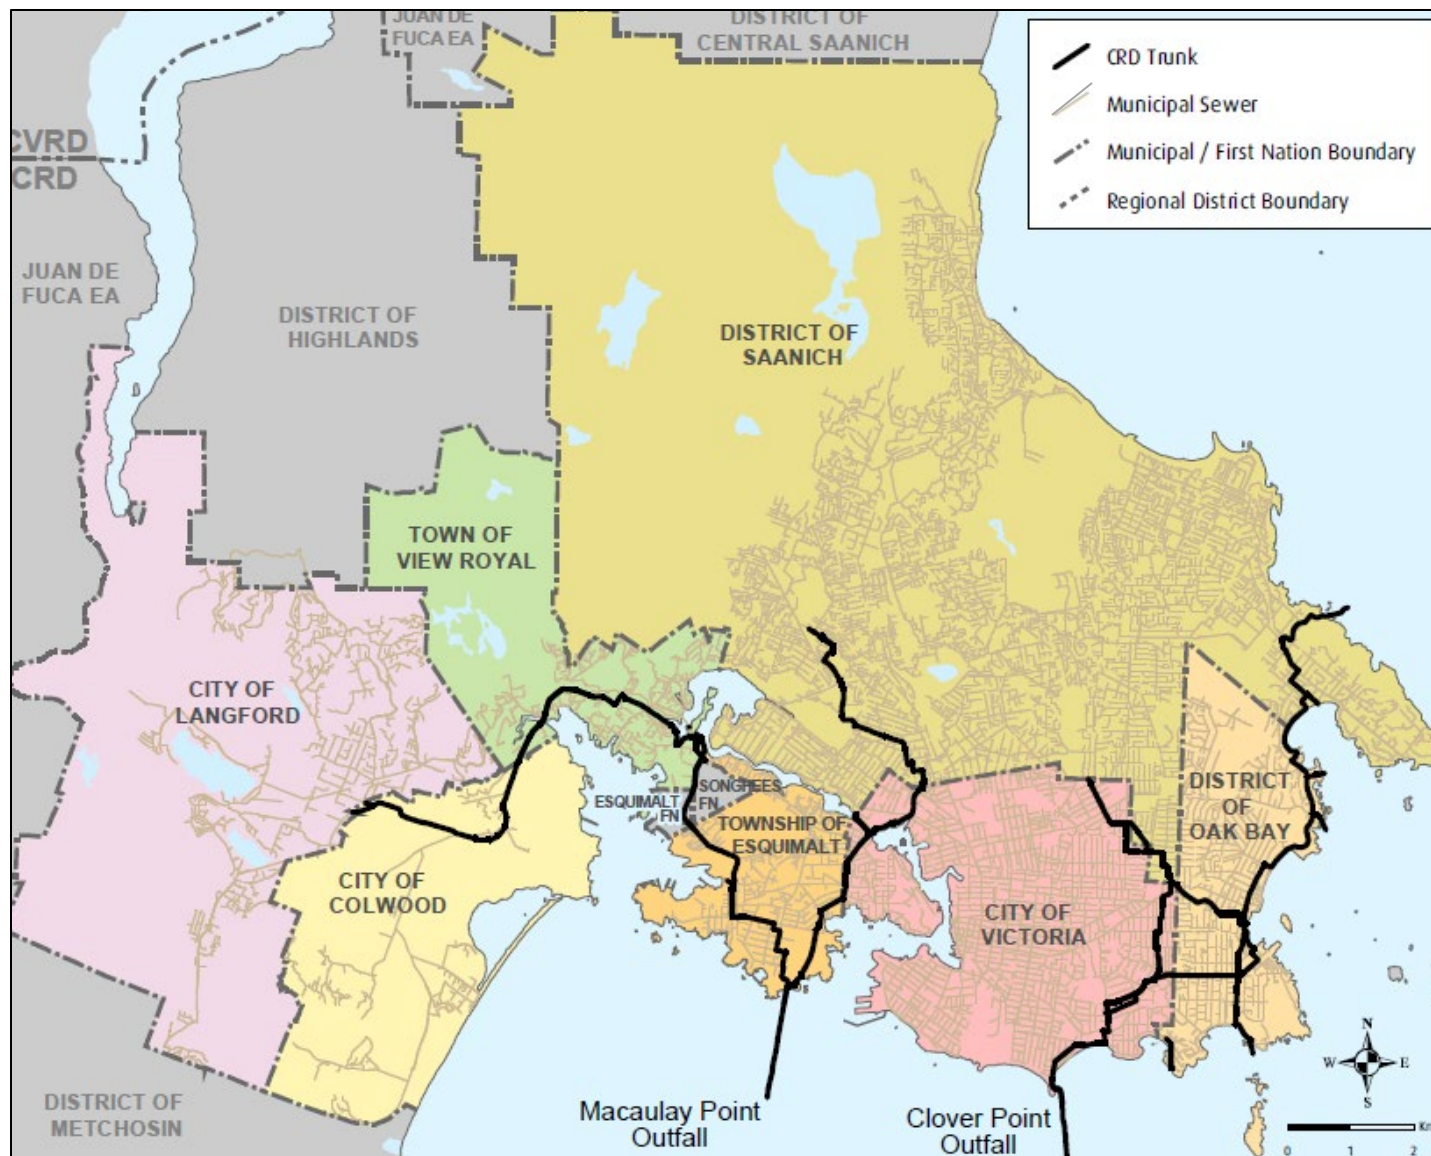 JUAN DE
FUCA EA
DISTRICT OF
CENTRAL SAANICH
CRD Trunk
Municipal Sewer
Municipal / First Nation Boundary
Regional District Boundary
CVRD
CRD
JUAN DE
FUCA EA
DISTRICT OF
HIGHLANDS
DISTRICT OF
SAANICH
TOWN OF
VIEW ROYAL
CITY OF
LANGFORD
ESQUIMALT
FN
SONGHEES
FN
TOWNSHIP OF
ESQUIMALT
DISTRICT
OF
OAK BAY
CITY OF
COLWOOD
CITY OF
VICTORIA
DISTRICT OF
METCHOSIN
Macaulay Point
Outfall
Clover Point
Outfall
N
W
E
S
0 1 2